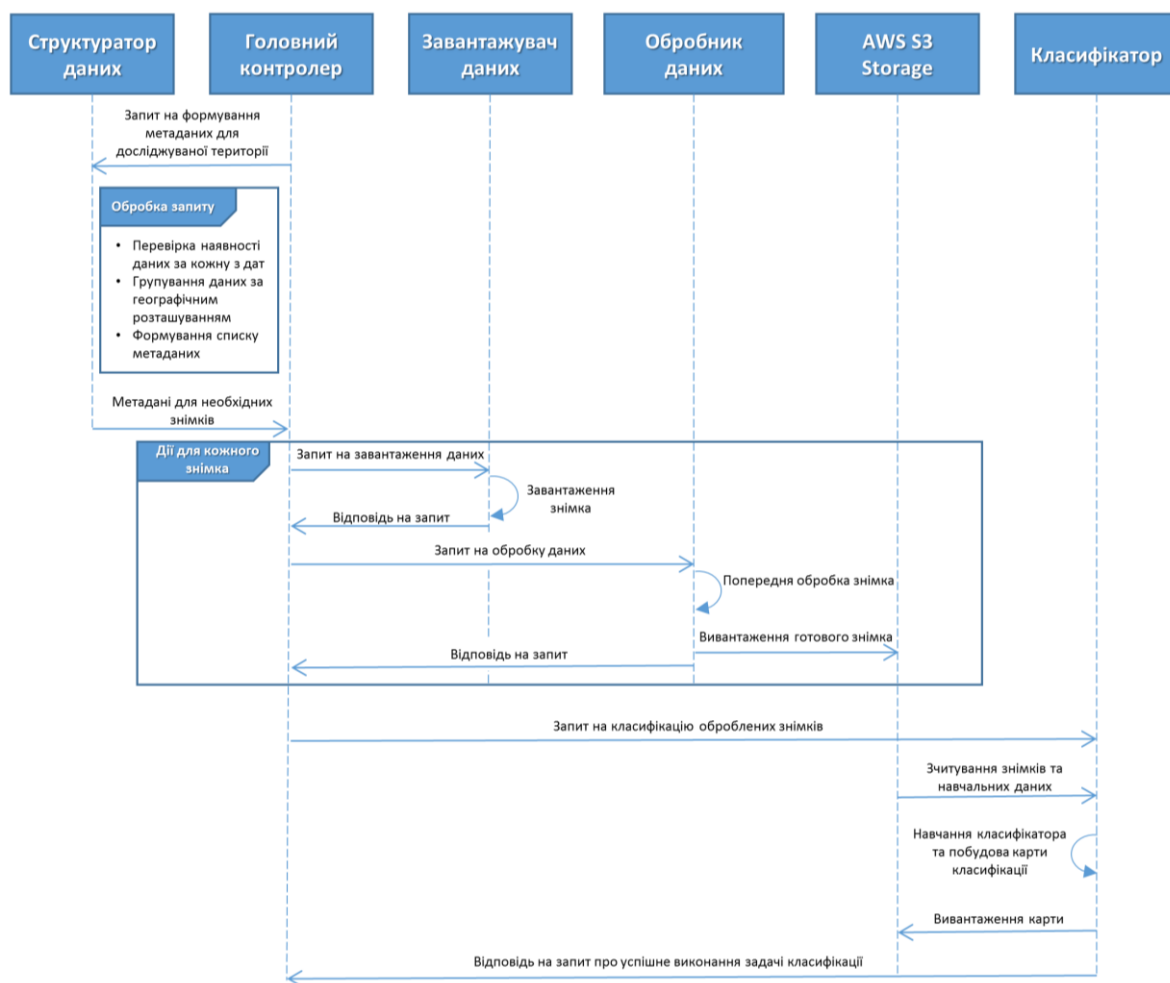 Структуратор
даних
Головний
контролер
Завантажувач
даних
Обробник
даних
AWS S3
Storage
Класифікатор
Запит на формування
метаданих для
досліджуваної території
Обробка запиту
• Перевірка наявності
даних за кожну з дат
• Групування даних за
географічним
розташуванням
• Формування списку
метаданих
Метадані для необхідних
знімків
Дії для кожного
знімка
Запит на завантаження даних
Завантаження
знімка
Відповідь на запит
Запит на обробку даних
Попередня обробка знімка
Вивантаження готового знімка
Відповідь на запит
Запит на класифікацію оброблених знімків
Зчитування знімків та
навчальних даних
Навчання класифікатора
та побудова карти
класифікації
Вивантаження карти
Відповідь на запит про успішне виконання задачі класифікації